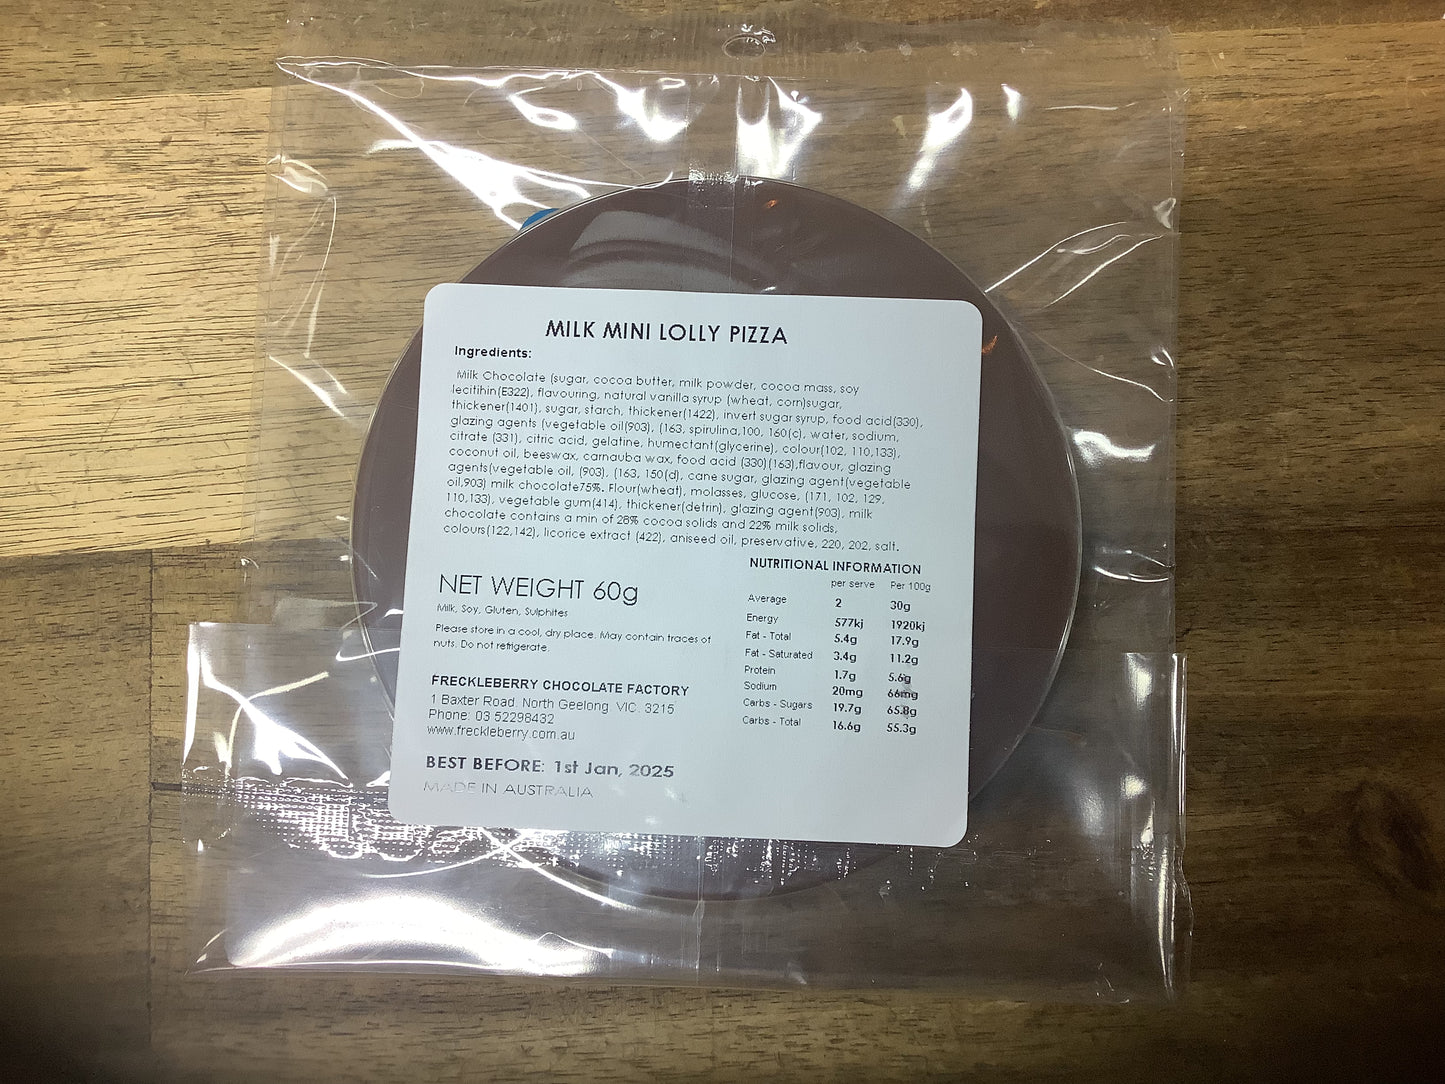 MILK MINI LOLLY PIZZA
Ingredients:
Milk Chocolate (sugar, cocoa butter, milk powder, cocoa mass, soy
lecitihin(E322), flavouring, natural vanilla syrup (wheat, corn)sugar,
thickener(1401), sugar, starch, thickener(1422), invert sugar syrup, food acid(330),
glazing agents (vegetable oil(903), (163, spirulina,100, 160(c), water, sodium,
citrate (331), citric acid, gelatine, humectant(glycerine), colour(102, 110,133),
coconut oil, beeswax, carnauba wax, food acid (330)(163),flavour, glazing
agents(vegetable oil, (903), (163, 150(d), cane sugar, glazing agent(vegetable
oil,903) milk chocolate75%. Flour(wheat), molasses, glucose, (171, 102, 129,
110,133), vegetable gum(414), thickener(detrin), glazing agent(903), milk
chocolate contains a min of 26% cocoa solids and 22% milk solids,
colours(122,142), licorice extract (422), aniseed oil, preservative, 220, 202, salt.
NET WEIGHT 60g
Milk, Soy, Gluten, Sulphites
Please store in a cool, dry place. May contain traces of
nuts. Do not refrigerate.
FRECKLEBERRY CHOCOLATE FACTORY
1 Baxter Road, North Geelong, VIC. 3215
Phone: 03 52298432
www.freckleberry.com.au
BEST BEFORE: 1st Jan, 2025
MADE IN AUSTRALIA
NUTRITIONAL INFORMATION
per serve Per 100g
Average 2 30g
Energy 577kj 1920kj
Fat - Total 5.4g 17.9g
Fat - Saturated 3.4g 11.2g
Protein 1.7g 5.6g
Sodium 20mg 66mg
Carbs - Sugars 19.7g 65.8g
Carbs - Total 16.6g 55.3g